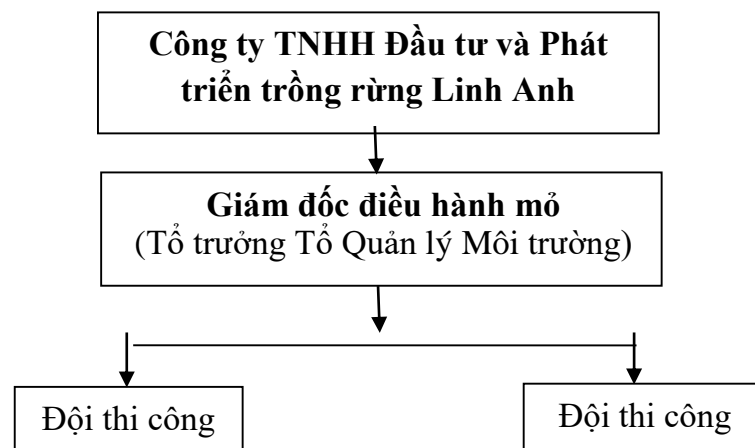 Công ty TNHH Đầu tư và Phát
triển trồng rừng Linh Anh
Giám đốc điều hành mỏ
(Tổ trưởng Tổ Quản lý Môi trường)
Đội thi công
Đội thi công